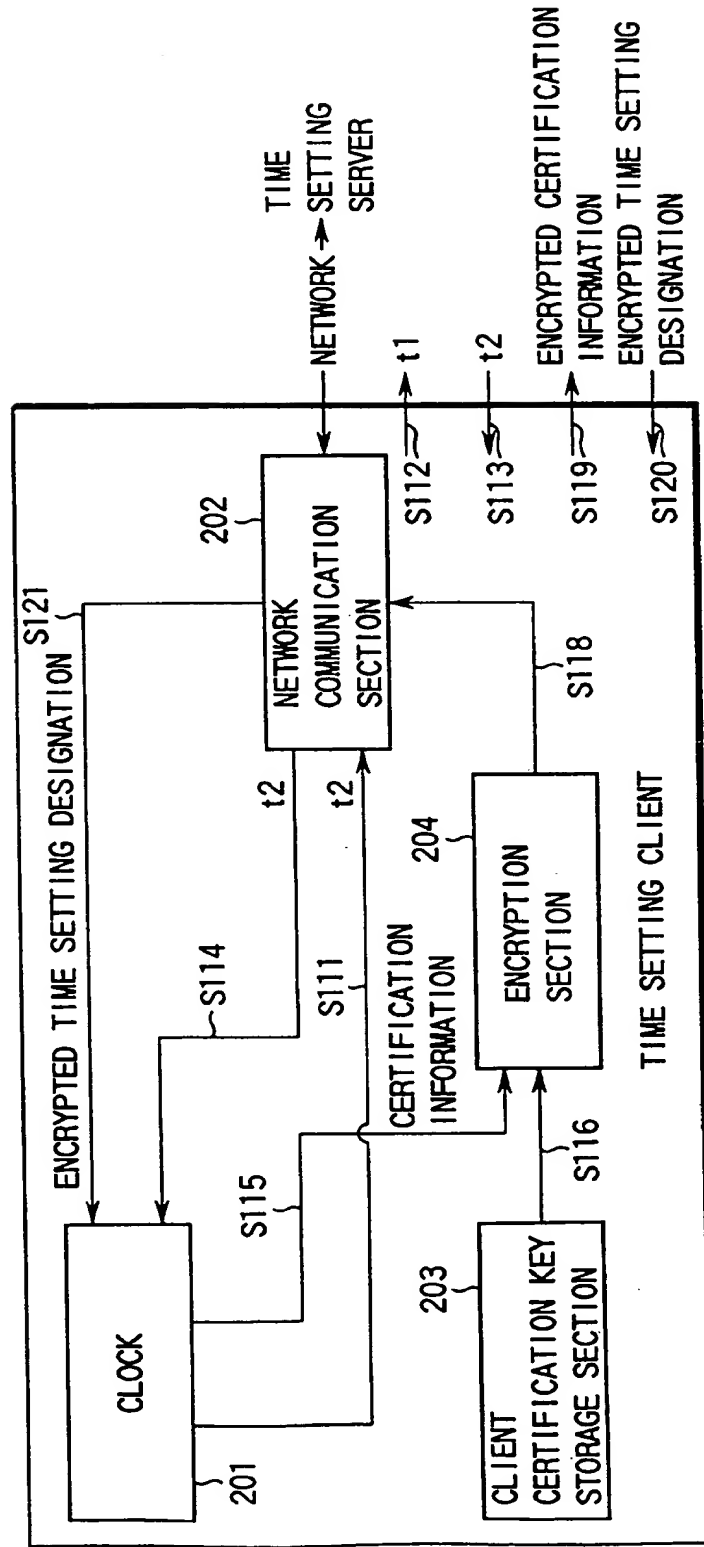 ENCRYPTED TIME SETTING DESIGNATION
S121
CLOCK
201
S114
t2
t2
S111
S115
CERTIFICATION
INFORMATION
202
NETWORK
COMMUNICATION
SECTION
NETWORK
TIME
SETTING
SERVER
S112
t1
S113
t2
S119
ENCRYPTED CERTIFICATION
INFORMATION
S120
ENCRYPTED TIME SETTING
DESIGNATION
203
CLIENT
CERTIFICATION KEY
STORAGE SECTION
S116
204
ENCRYPTION
SECTION
S118
TIME SETTING CLIENT